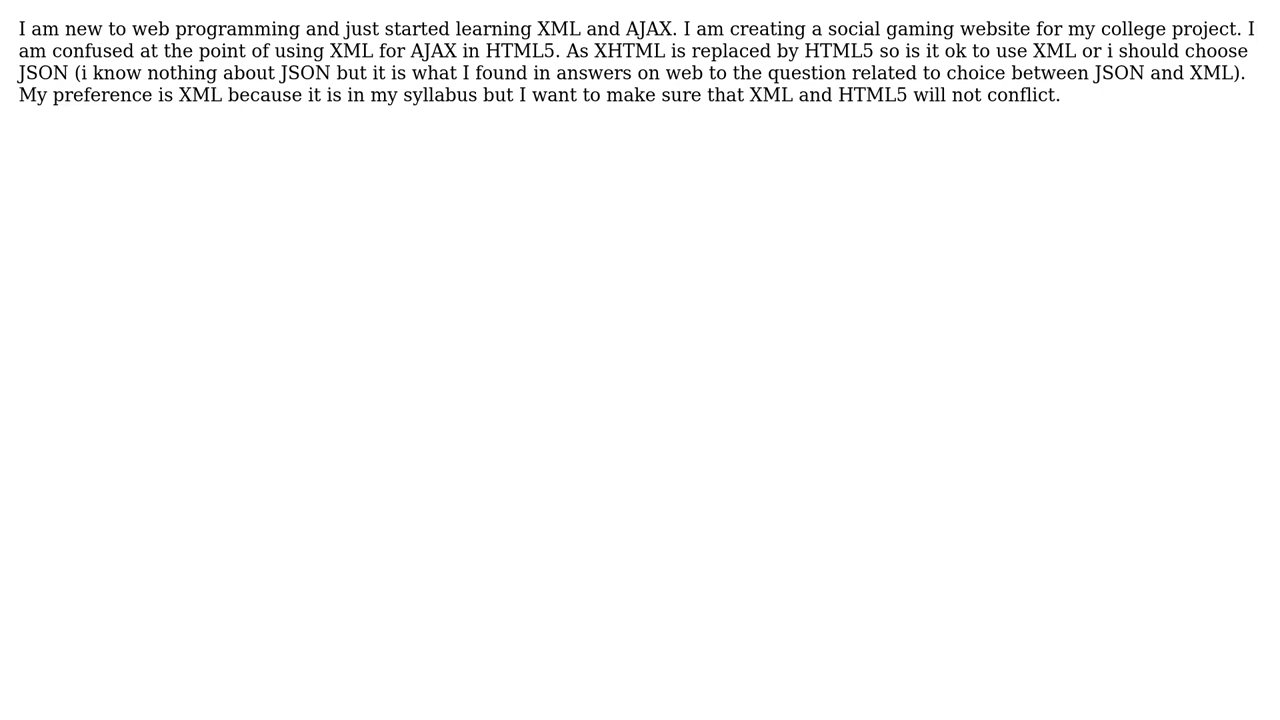 I am new to web programming and just started learning XML and AJAX. I am creating a social gaming website for my college project. I
am confused at the point of using XML for AJAX in HTML5. As XHTML is replaced by HTML5 so is it ok to use XML or i should choose
JSON (i know nothing about JSON but it is what I found in answers on web to the question related to choice between JSON and XML).
My preference is XML because it is in my syllabus but I want to make sure that XML and HTML5 will not conflict.